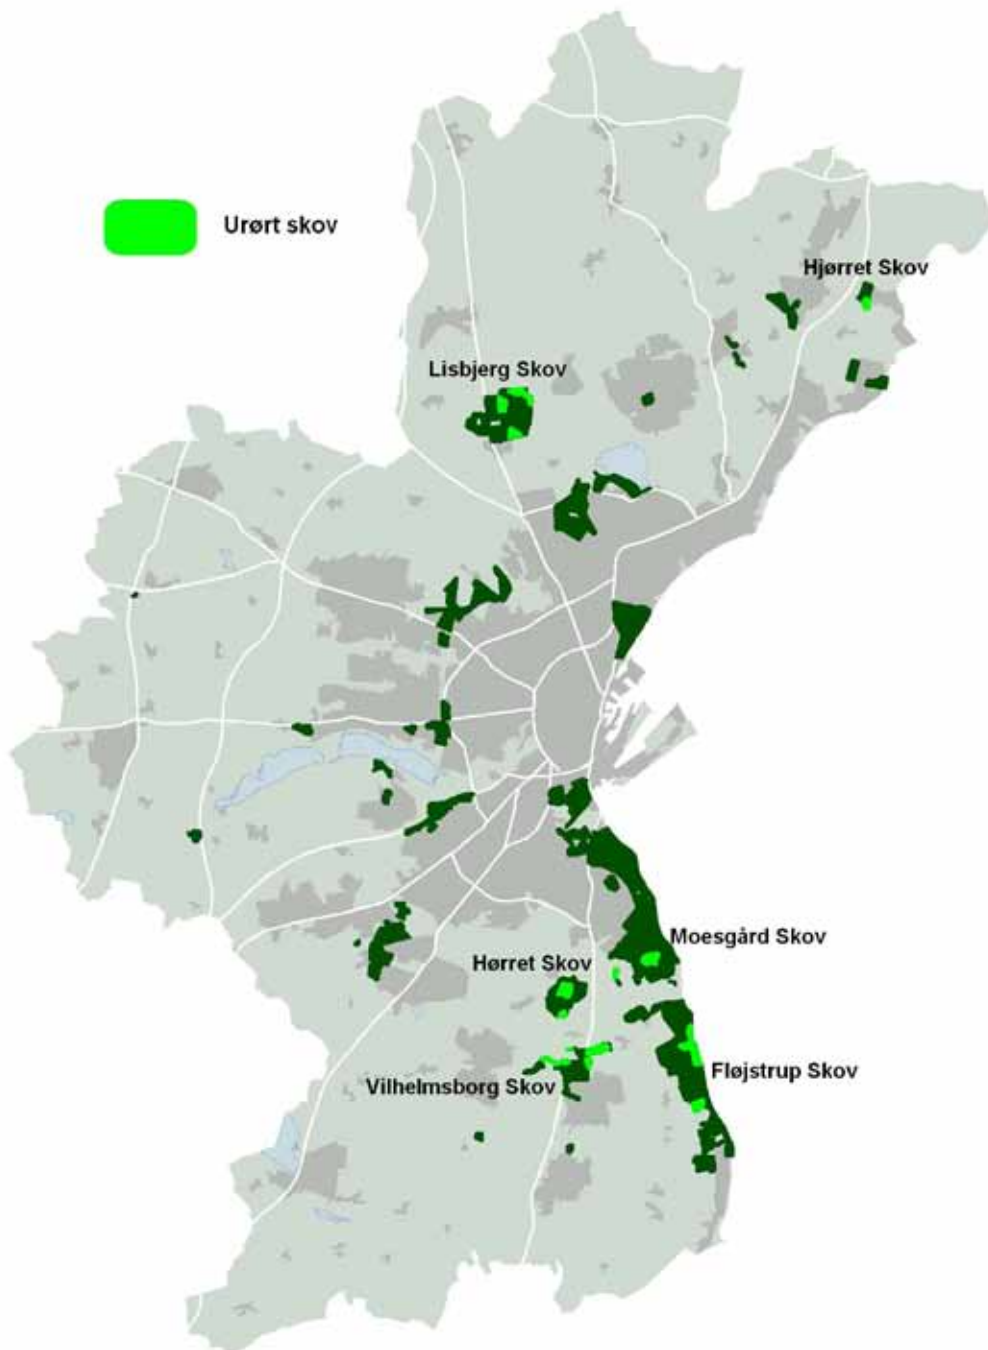 Urørt skov
Hjørret Skov
Lisbjerg Skov
Moesgård Skov
Hørret Skov
Fløjstrup Skov
Vilhelmsborg Skov